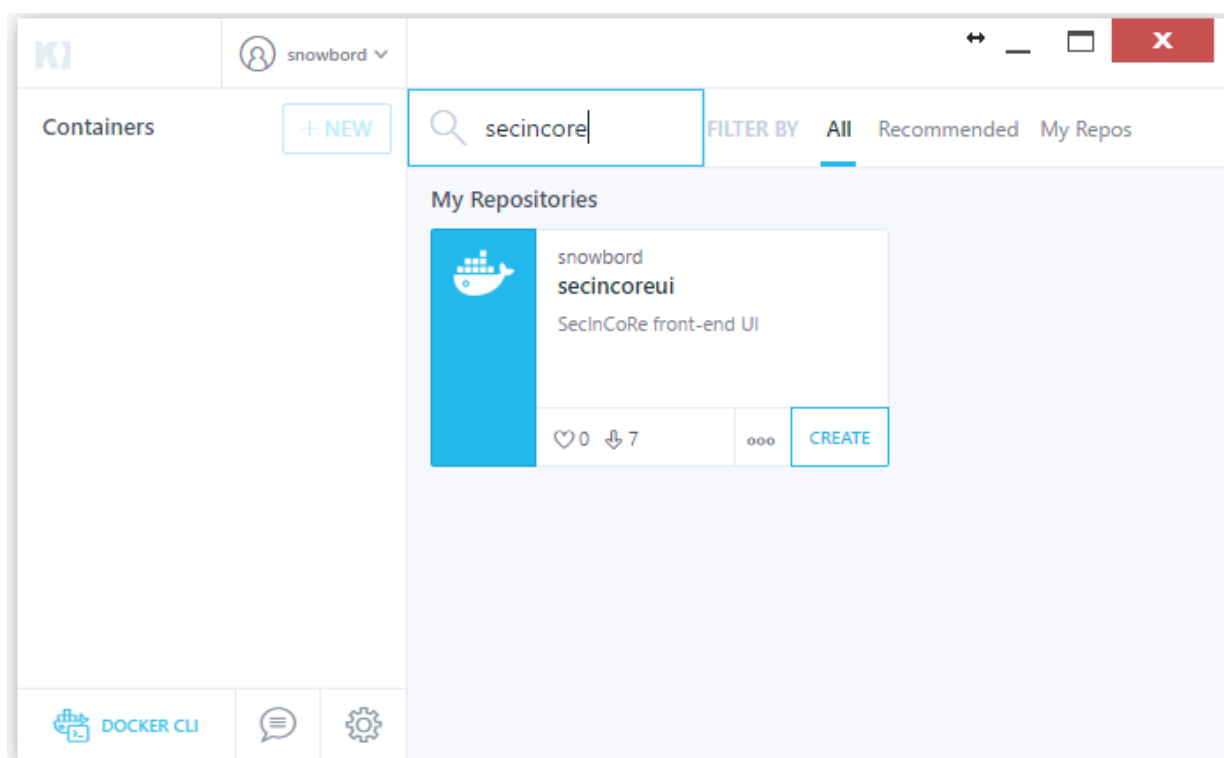 snowbord
Containers
+ NEW
secincore
FILTER BY All Recommended My Repos
My Repositories
snowbord
secincoreui
SecInCoRe front-end UI
0 7
CREATE
DOCKER CLI